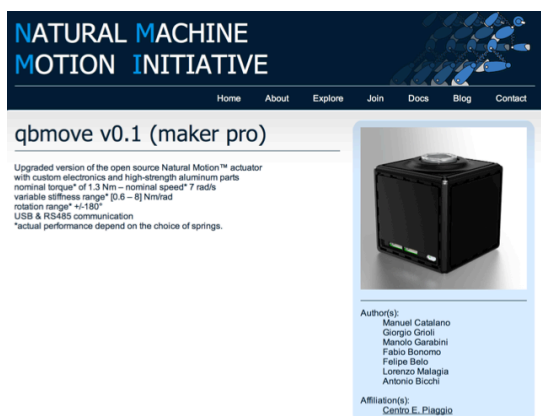 NATURAL MACHINE
MOTION INITIATIVE
Home About Explore Join Docs Blog Contact
qbmove v0.1 (maker pro)
Upgraded version of the open source Natural Motion™ actuator
with custom electronics and high-strength aluminum parts
nominal torque* of 1.3 Nm – nominal speed* 7 rad/s
variable stiffness range* [0.6 – 8] Nm/rad
rotation range* +/-180°
USB & RS485 communication
*actual performance depend on the choice of springs.
Author(s):
Manuel Catalano
Giorgio Grioli
Manolo Garabini
Fabio Bonomo
Felipe Belo
Lorenzo Malagia
Antonio Bicchi
Affiliation(s):
Centro E. Piaggio